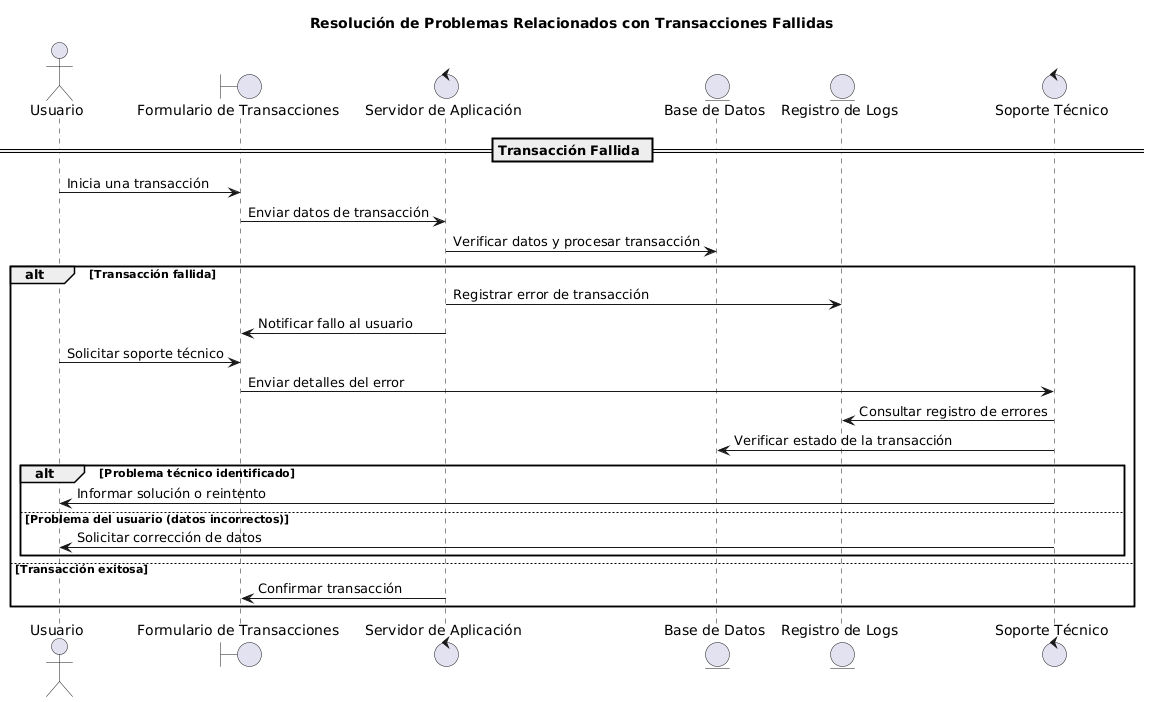 Resolución de Problemas Relacionados con Transacciones Fallidas
Usuario
Formulario de Transacciones
Servidor de Aplicación
Base de Datos
Registro de Logs
Soporte Técnico
Transacción Fallida
Inicia una transacción
Enviar datos de transacción
Verificar datos y procesar transacción
alt [Transacción fallida]
Registrar error de transacción
Notificar fallo al usuario
Solicitar soporte técnico
Enviar detalles del error
Consultar registro de errores
Verificar estado de la transacción
alt [Problema técnico identificado]
Informar solución o reintento
[Problema del usuario (datos incorrectos)]
Solicitar corrección de datos
[Transacción exitosa]
Confirmar transacción
Usuario
Formulario de Transacciones
Servidor de Aplicación
Base de Datos
Registro de Logs
Soporte Técnico